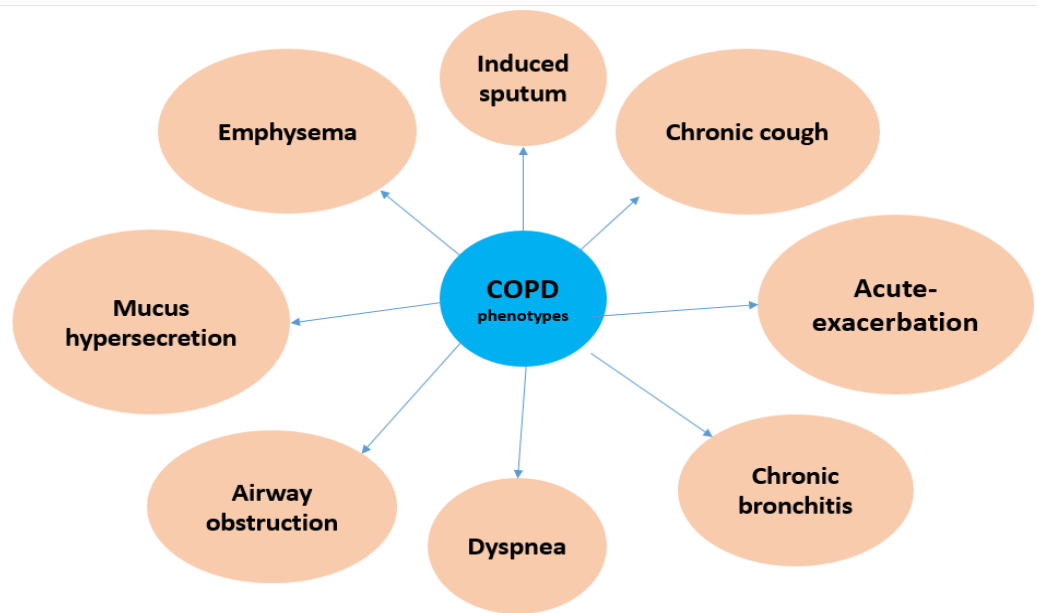 Induced
sputum
Emphysema
Chronic cough
COPD
phenotypes
Acute-
exacerbation
Mucus
hypersecretion
Chronic
bronchitis
Airway
obstruction
Dyspnea